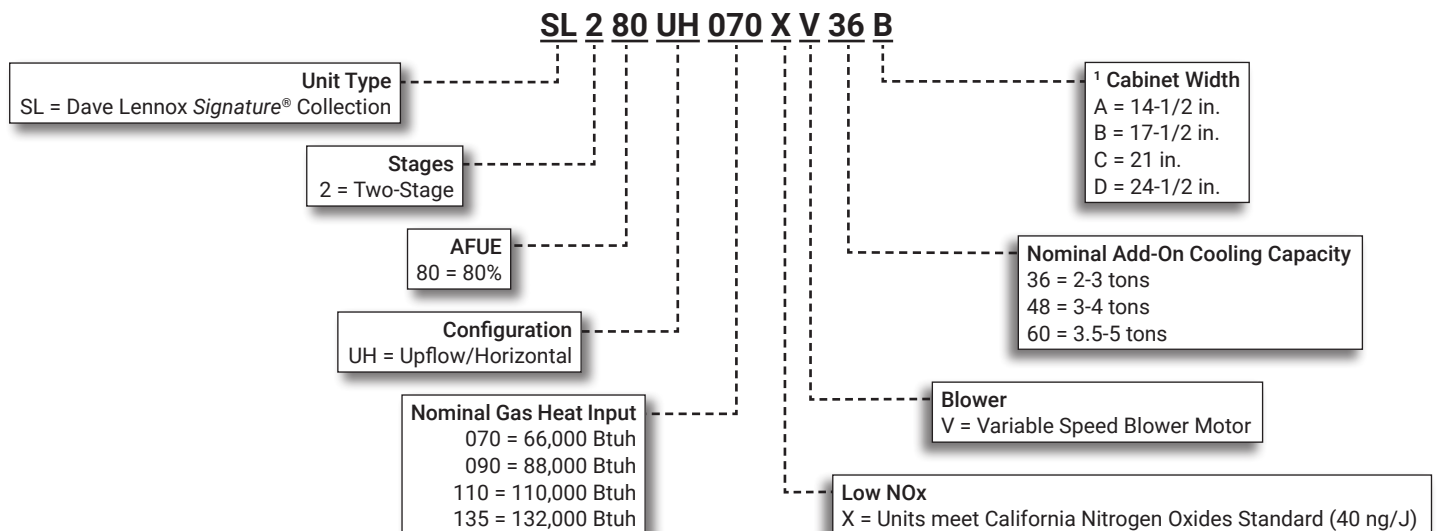 SL 2 80 UH 070 X V 36 B
Unit Type
SL = Dave Lennox Signature® Collection
Stages
2 = Two-Stage
AFUE
80 = 80%
Configuration
UH = Upflow/Horizontal
Nominal Gas Heat Input
070 = 66,000 Btuh
090 = 88,000 Btuh
110 = 110,000 Btuh
135 = 132,000 Btuh
¹ Cabinet Width
A = 14-1/2 in.
B = 17-1/2 in.
C = 21 in.
D = 24-1/2 in.
Nominal Add-On Cooling Capacity
36 = 2-3 tons
48 = 3-4 tons
60 = 3.5-5 tons
Blower
V = Variable Speed Blower Motor
Low NOx
X = Units meet California Nitrogen Oxides Standard (40 ng/J)